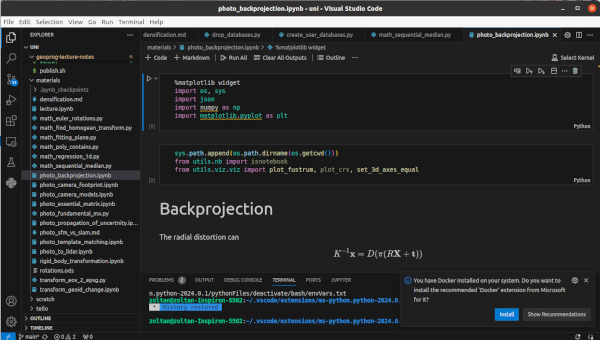 photo_backprojection.ipynb - uni - Visual Studio Code
File Edit Selection View Go Run Terminal Help
EXPLORER
densification.md drop_databases.py create_user_databases.py math_sequential_median.py photo_backprojection.ipynb
UNI
materials > photo_backprojection.ipynb > %matplotlib widget
geoprog-lecture-notes
+ Code + Markdown Run All Clear All Outputs Outline ... Select Kernel
publish.sh
materials
.ipynb_checkpoints
densification.md
lecture.ipynb
math_euler_rotations.py
math_find_homogean_transform.py
math_fitting_plane.py
math_poly_contains.py
math_regression_1d.py
math_sequential_median.py
photo_backprojection.ipynb
photo_camera_footprint.ipynb
photo_camera_models.ipynb
photo_essential_matrix.ipynb
photo_fundamental_mx.py
photo_propagation_of_uncertnity.ip...
photo_sfm_vs_slam.md
photo_template_matching.ipynb
photo_to_lidar.ipynb
rigid_body_transformation.ipynb
rotations.ods
transform_eov_2_epsg.py
transform_geoid_change.ipynb
scratch
tello
OUTLINE
TIMELINE
%matplotlib widget
import os, sys
import json
import numpy as np
import matplotlib.pyplot as plt
Python
sys.path.append(os.path.dirname(os.getcwd()))
from utils.nb import isnotebook
from utils.viz.viz import plot_fustrum, plot_crs, set_3d_axes_equal
[2] Python
Backprojection
The radial distortion can
K⁻¹x = D(π(RX + t))
PROBLEMS 2 OUTPUT DEBUG CONSOLE TERMINAL PORTS JUPYTER
n.python-2024.0.1/pythonFiles/deactivate/bash/envVars.txt
zoltan@zoltan-Inspiron-5502:~/.vscode/extensions/ms-python.python-2024.0.
* History restored
zoltan@zoltan-Inspiron-5502:~/.vscode/extensions/ms-python.python-2024.0.
You have Docker installed on your system. Do you want to
install the recommended 'Docker' extension from Microsoft
for it?
Install Show Recommendations
main* 0 2 0